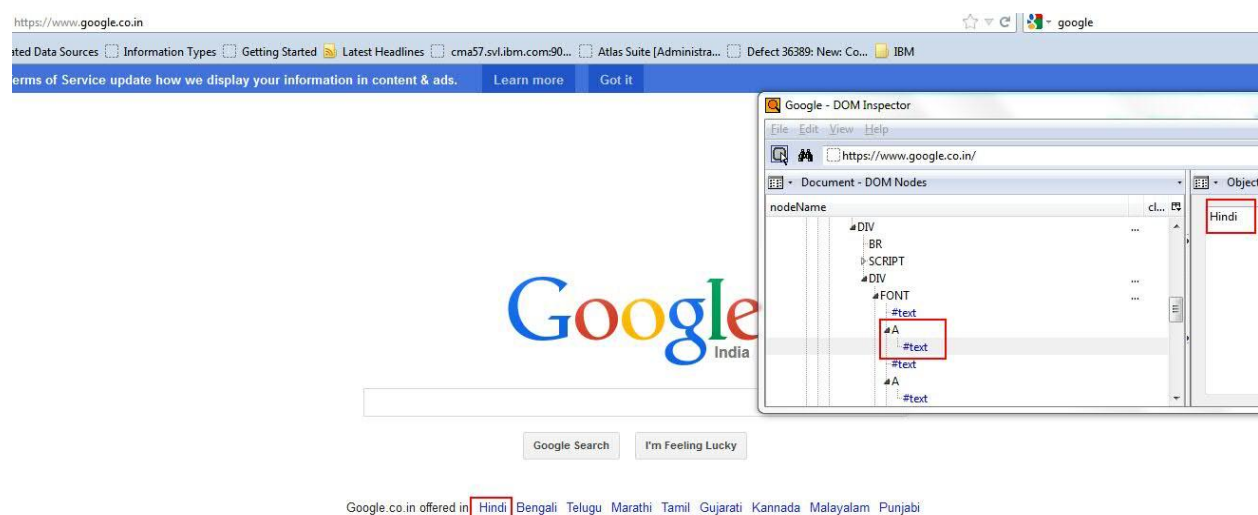 https://www.google.co.in
google
ated Data Sources Information Types Getting Started Latest Headlines cma57.svl.ibm.com:90... Atlas Suite [Administra... Defect 36389: New: Co... IBM
erms of Service update how we display your information in content & ads. Learn more Got it
Google - DOM Inspector
File Edit View Help
https://www.google.co.in/
Document - DOM Nodes
Object
nodeName cl...
Hindi
DIV ...
BR
SCRIPT
DIV ...
FONT ...
#text
A
#text
#text
A
#text
Google
India
Google Search I'm Feeling Lucky
Google.co.in offered in Hindi Bengali Telugu Marathi Tamil Gujarati Kannada Malayalam Punjabi